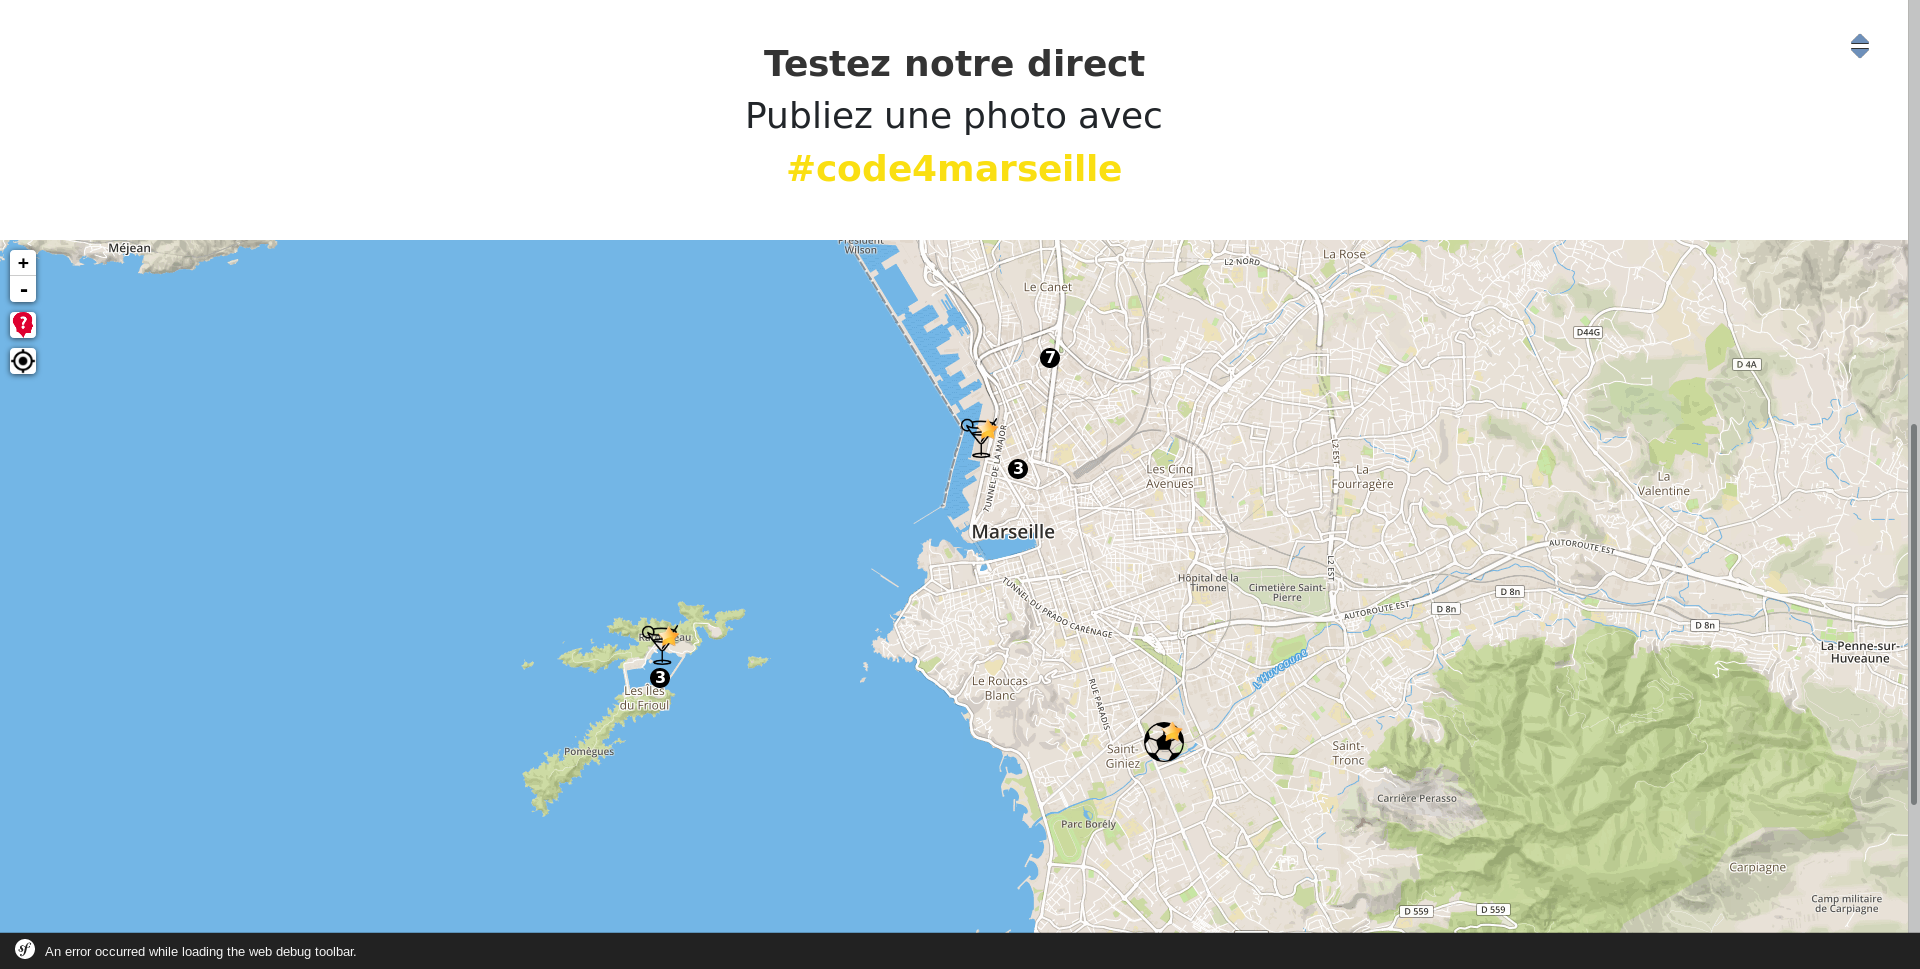 Testez notre direct
Publiez une photo avec
#code4marseille
Méjean
Président
Wilson
L2 NORD
La Rose
+
-
?
Le Canet
D44G
D 4A
7
3
TUNNEL DE LA MAJOR
Les Cinq
Avenues
L2 EST
La
Fourragère
La
Valentine
Marseille
AUTOROUTE EST
L2 EST
Hôpital de la
Timone
Cimetière Saint-
Pierre
TUNNEL DU PRADO CARÉNAGE
AUTOROUTE EST
D 8n
D 8n
D 8n
La Penne-sur-
Huveaune
L'Huveaune
3
Les Îles
du Frioul
Le Roucas
Blanc
RUE PARADIS
Pomègues
Saint-
Giniez
Saint-
Tronc
Carrière Perasso
Parc Borély
Carpiagne
Camp militaire
de Carpiagne
D 559
D 559
sf
An error occurred while loading the web debug toolbar.